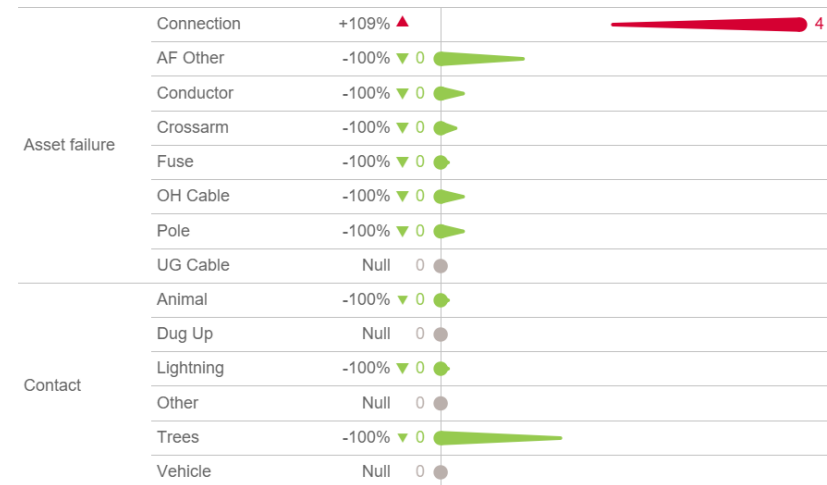 Connection +109% ▲ 4
AF Other -100% ▼ 0
Conductor -100% ▼ 0
Crossarm -100% ▼ 0
Asset failure
Fuse -100% ▼ 0
OH Cable -100% ▼ 0
Pole -100% ▼ 0
UG Cable Null 0
Animal -100% ▼ 0
Dug Up Null 0
Lightning -100% ▼ 0
Contact
Other Null 0
Trees -100% ▼ 0
Vehicle Null 0